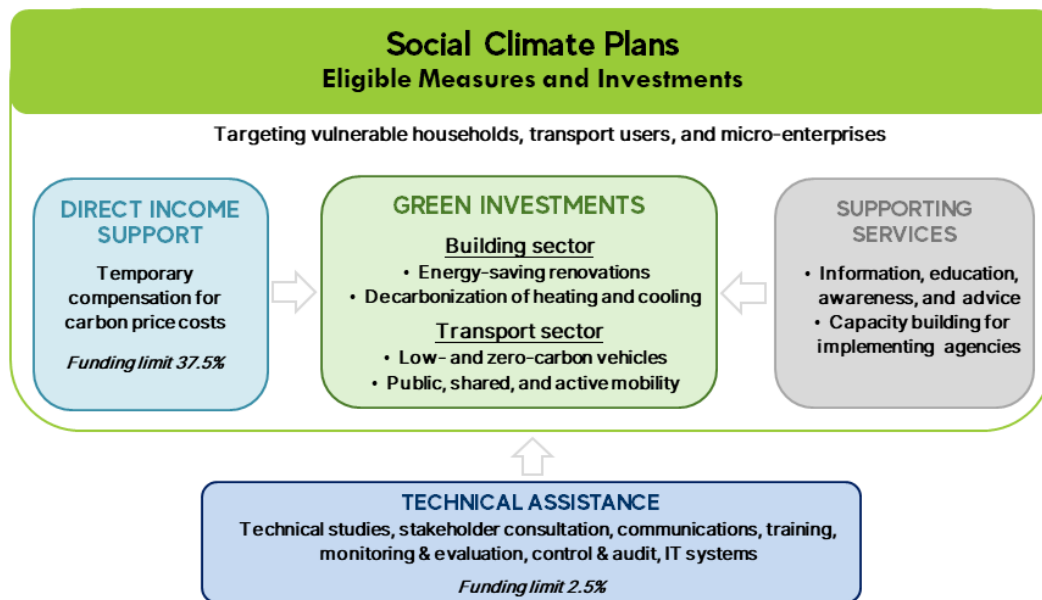 Social Climate Plans
Eligible Measures and Investments
Targeting vulnerable households, transport users, and micro-enterprises
DIRECT INCOME
SUPPORT
Temporary
compensation for
carbon price costs
Funding limit 37.5%
GREEN INVESTMENTS
Building sector
• Energy-saving renovations
• Decarbonization of heating and cooling
Transport sector
• Low- and zero-carbon vehicles
• Public, shared, and active mobility
SUPPORTING
SERVICES
• Information, education,
awareness, and advice
• Capacity building for
implementing agencies
TECHNICAL ASSISTANCE
Technical studies, stakeholder consultation, communications, training,
monitoring & evaluation, control & audit, IT systems
Funding limit 2.5%